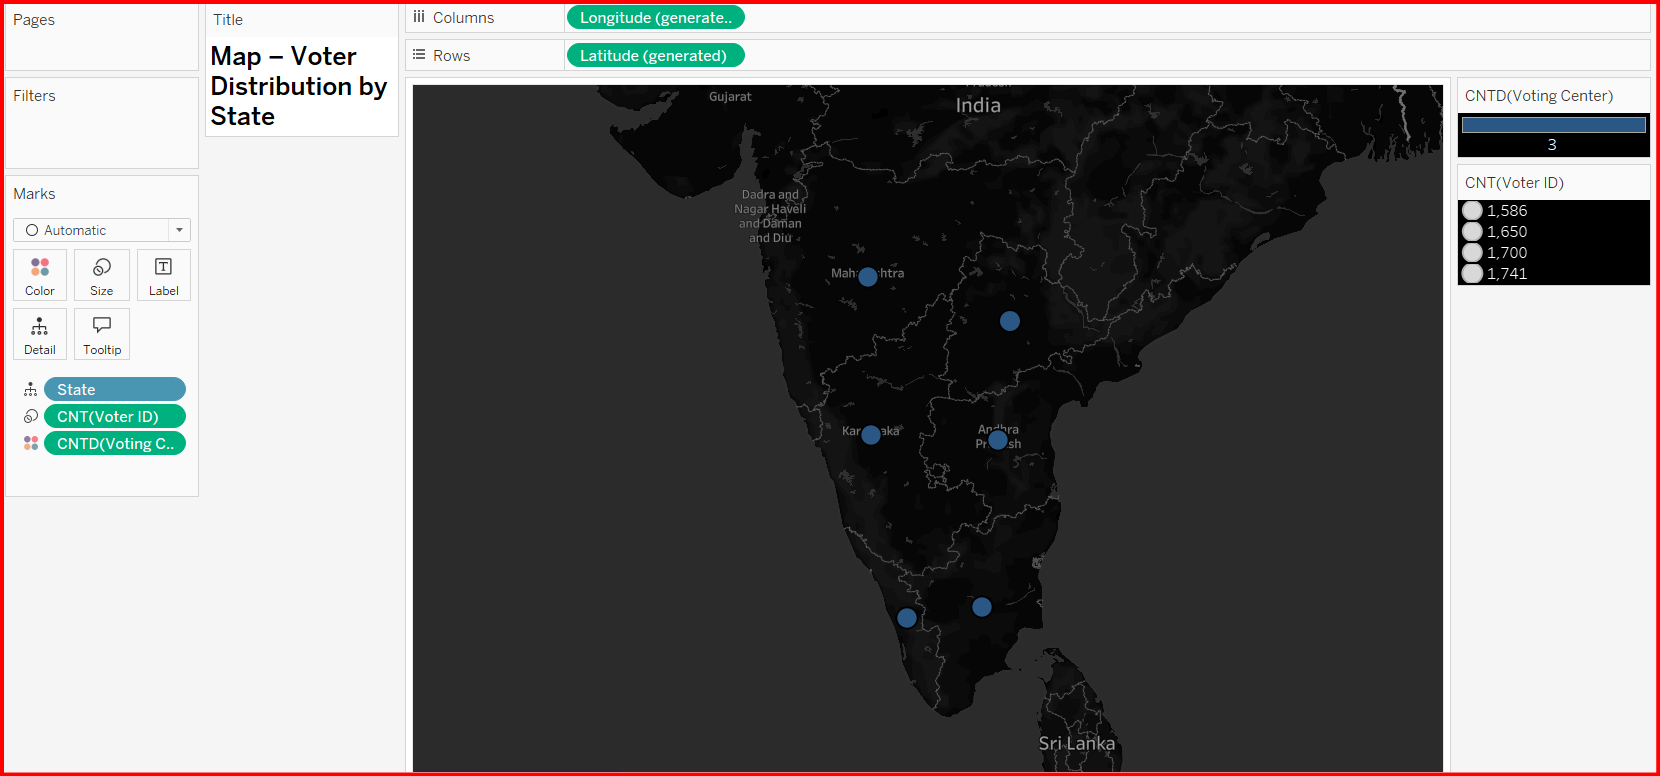 Pages
Filters
Marks
Automatic
Color
Size
Label
Detail
Tooltip
State
CNT(Voter ID)
CNTD(Voting C..
Title
Map – Voter
Distribution by
State
Columns
Longitude (generate..
Rows
Latitude (generated)
Gujarat
India
Dadra and
Nagar Haveli
and Daman
and Diu
Sri Lanka
CNTD(Voting Center)
3
CNT(Voter ID)
1,586
1,650
1,700
1,741